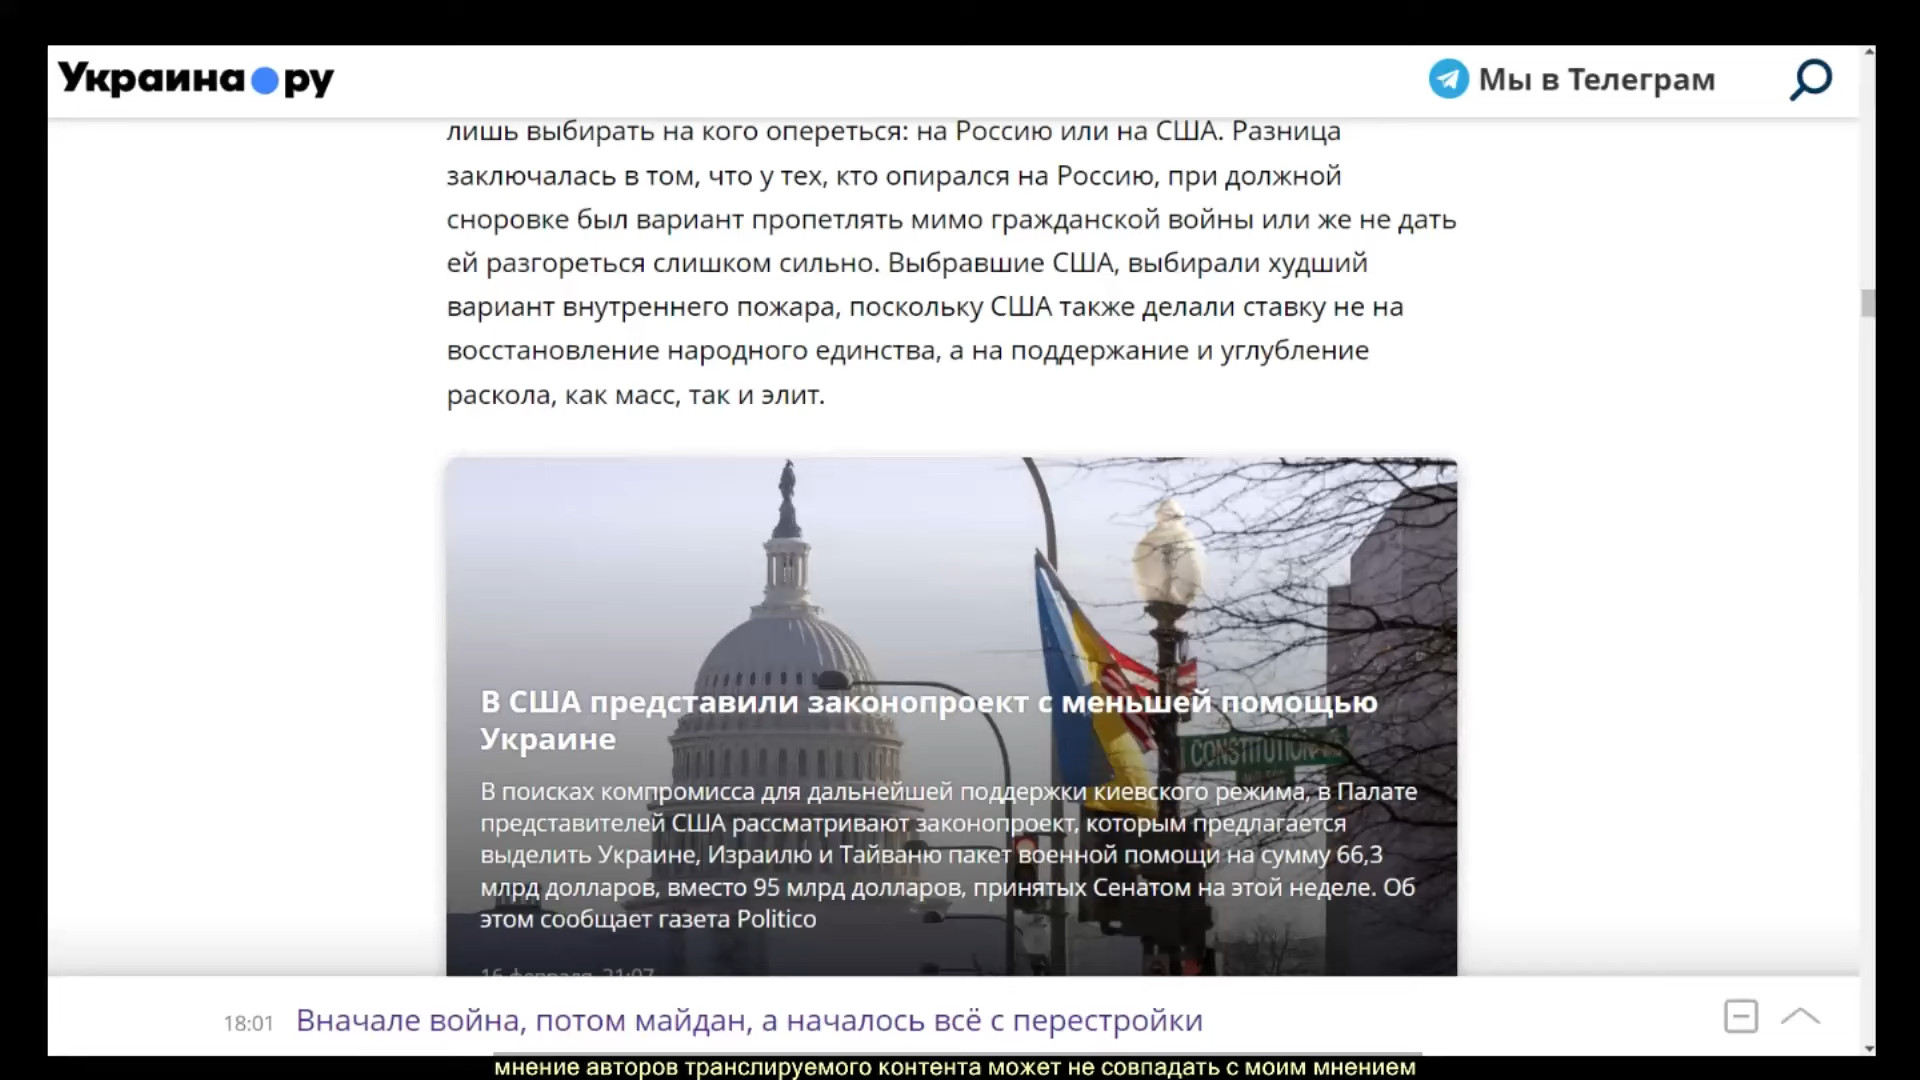 Украина ру
Мы в Телеграм
лишь выбирать на кого опереться: на Россию или на США. Разница
заключалась в том, что у тех, кто опирался на Россию, при должной
сноровке был вариант пропетлять мимо гражданской войны или же не дать
ей разгореться слишком сильно. Выбравшие США, выбирали худший
вариант внутреннего пожара, поскольку США также делали ставку не на
восстановление народного единства, а на поддержание и углубление
раскола, как масс, так и элит.
CONSTITUTION
В США представили законопроект с меньшей помощью
Украине
В поисках компромисса для дальнейшей поддержки киевского режима, в Палате
представителей США рассматривают законопроект, которым предлагается
выделить Украине, Израилю и Тайваню пакет военной помощи на сумму 66,3
млрд долларов, вместо 95 млрд долларов, принятых Сенатом на этой неделе. Об
этом сообщает газета Politico
16 февраля, 21:07
18:01 Вначале война, потом майдан, а началось всё с перестройки
мнение авторов транслируемого контента может не совпадать с моим мнением